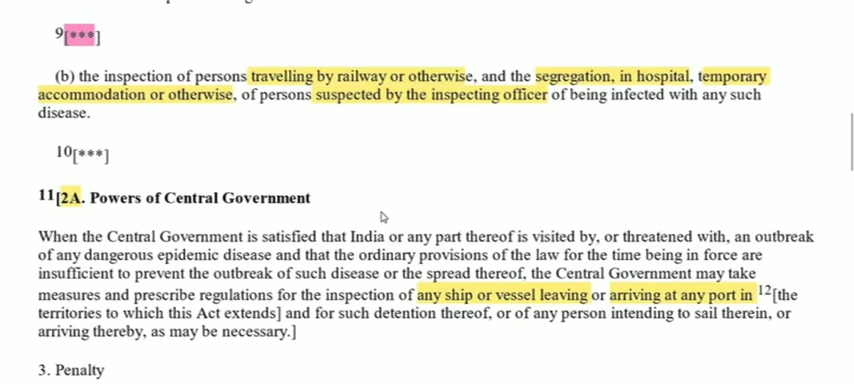 9[***]
(b) the inspection of persons travelling by railway or otherwise, and the segregation, in hospital, temporary
accommodation or otherwise, of persons suspected by the inspecting officer of being infected with any such
disease.
10[***]
11[2A. Powers of Central Government
When the Central Government is satisfied that India or any part thereof is visited by, or threatened with, an outbreak
of any dangerous epidemic disease and that the ordinary provisions of the law for the time being in force are
insufficient to prevent the outbreak of such disease or the spread thereof, the Central Government may take
measures and prescribe regulations for the inspection of any ship or vessel leaving or arriving at any port in 12[the
territories to which this Act extends] and for such detention thereof, or of any person intending to sail therein, or
arriving thereby, as may be necessary.]
3. Penalty